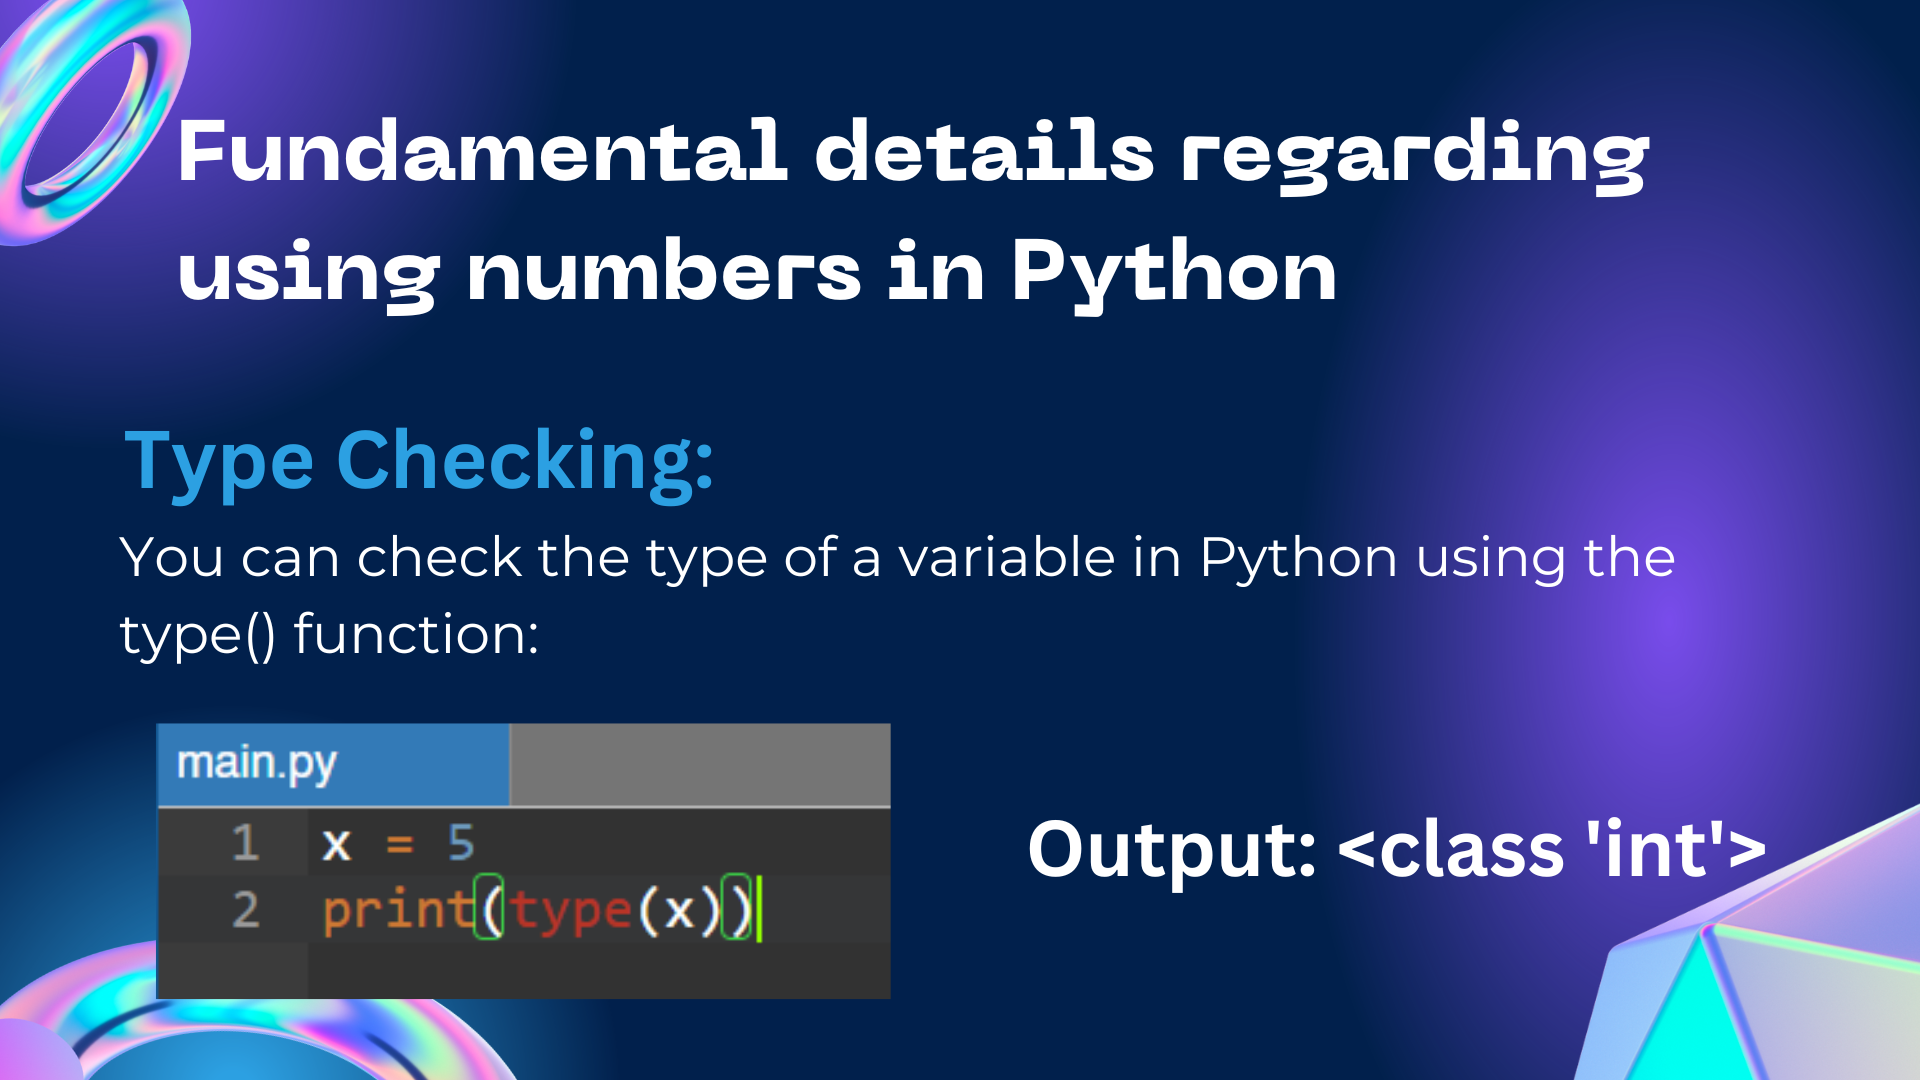 Fundamental details regarding
using numbers in Python
Type Checking:
You can check the type of a variable in Python using the
type() function:
main.py
1 x = 5
2 print(type(x))
Output: <class 'int'>